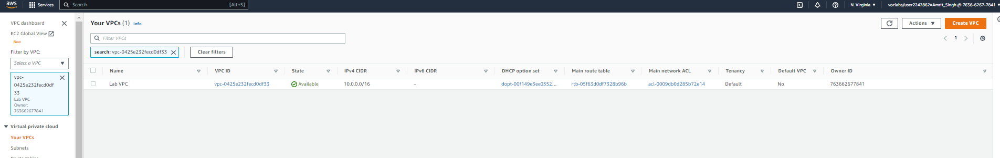 aws Services Search [Alt+S] N. Virginia voclabs/user2242862=Amrit_Singh @ 7636-6267-7841
VPC dashboard
EC2 Global View
New
Filter by VPC:
Select a VPC
vpc-
0425e232fecd0df
33
Lab VPC
Owner:
763662677841
Virtual private cloud
Your VPCs
Subnets
Your VPCs (1) Info Actions Create VPC
Filter VPCs 1
search: vpc-0425e232fecd0df33 Clear filters
Name VPC ID State IPv4 CIDR IPv6 CIDR DHCP option set Main route table Main network ACL Tenancy Default VPC Owner ID
Lab VPC vpc-0425e232fecd0df33 Available 10.0.0.0/16 – dopt-00f149e3ee0352... rtb-05f63d0df7328b96b acl-0009db0d285b72e14 Default No 763662677841